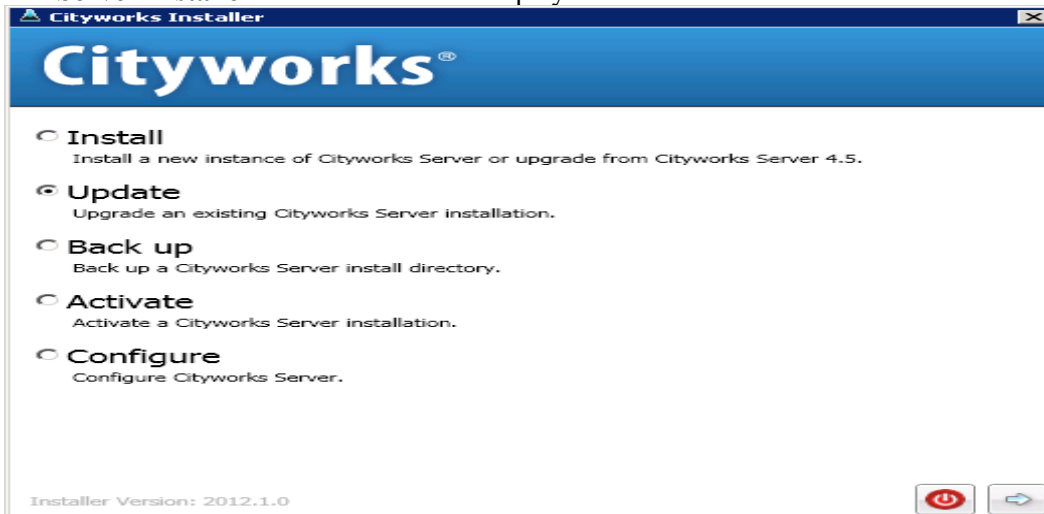 Cityworks Installer
Cityworks®
Install
Install a new instance of Cityworks Server or upgrade from Cityworks Server 4.5.
Update
Upgrade an existing Cityworks Server installation.
Back up
Back up a Cityworks Server install directory.
Activate
Activate a Cityworks Server installation.
Configure
Configure Cityworks Server.
Installer Version: 2012.1.0